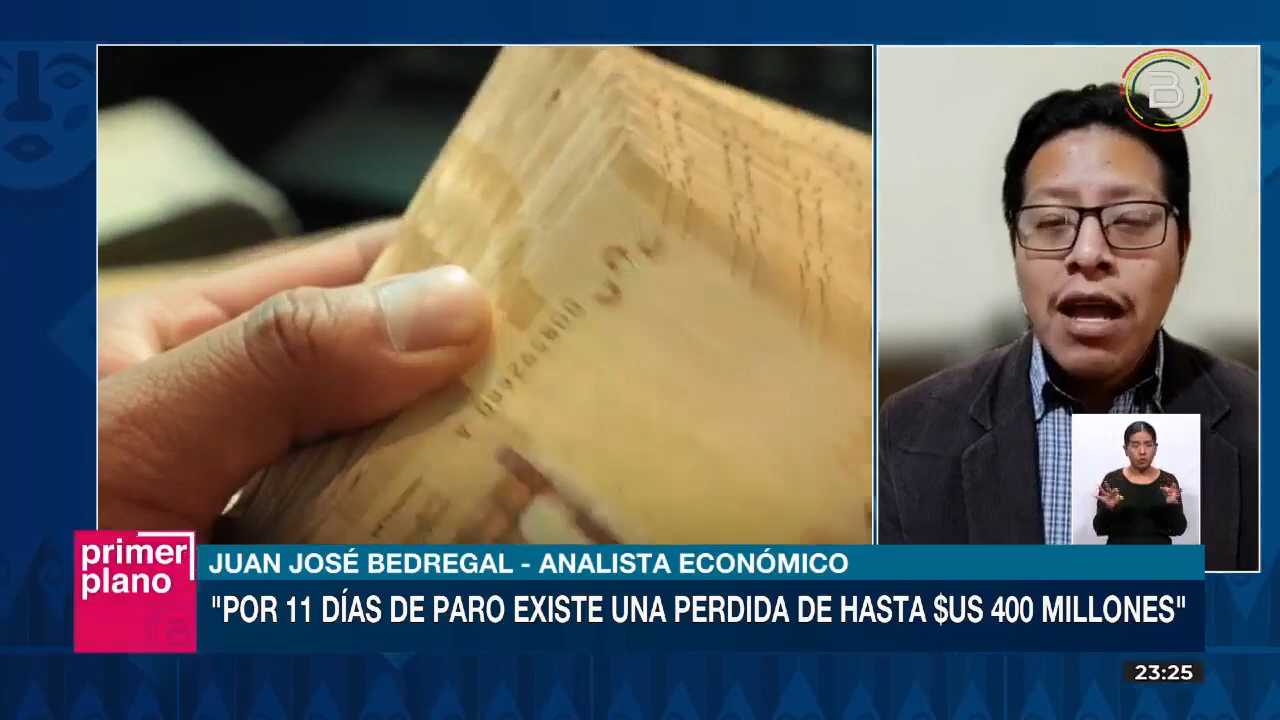 B
primer
plano
JUAN JOSÉ BEDREGAL - ANALISTA ECONÓMICO
"POR 11 DÍAS DE PARO EXISTE UNA PERDIDA DE HASTA $US 400 MILLONES"
23:25